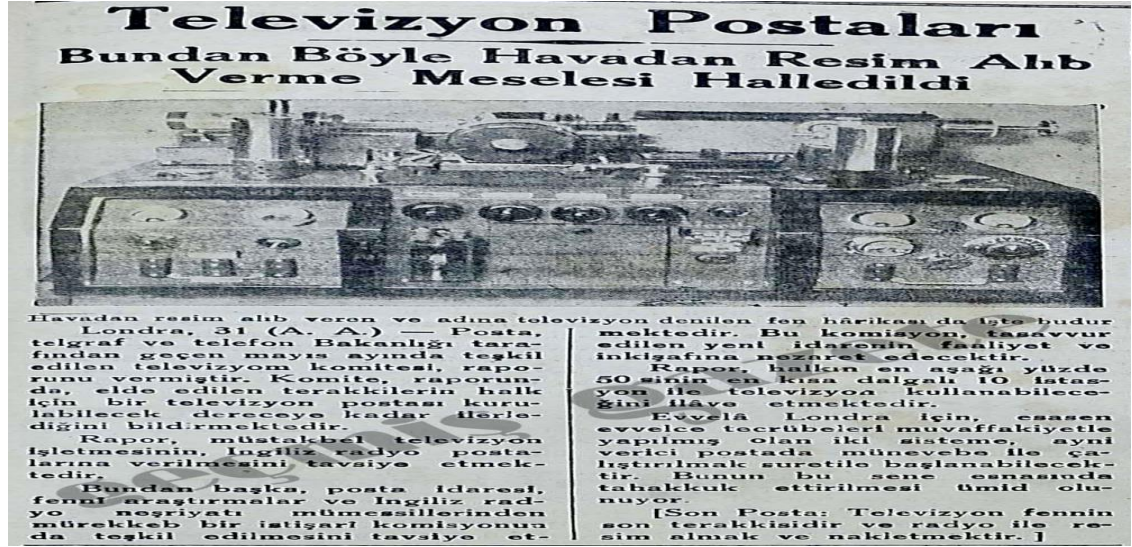 Televizyon Postaları
Bundan Böyle Havadan Resim Alıb
Verme Meselesi Halledildi
Havadan resim alıb veren ve adına televizyon denilen fen hârikası da işte budur
Londra, 31 (A. A.) — Posta,
telgraf ve telefon Bakanlığı tara-
fından geçen mayıs ayında teşkil
edilen televizyom komitesi, rapo-
runu vermiştir. Komite, raporun-
da, elde edilen terakkilerin halk
için bir televizyon postası kuru
labilecek dereceye kadar ilerle-
diğini bildirmektedir.
Rapor, müstakbel televizyon
işletmesinin, İngiliz radyo posta-
larına verilmesini tavsiye etmek-
tedir.
Bundan başka, posta idaresi,
fennî araştırmalar ve İngiliz rad-
yo neşriyatı mümessillerinden
mürekkeb bir istişarî komisyonun
da teşkil edilmesini tavsiye et-
mektedir. Bu komisyon, tasavvur
edilen yeni idarenin faaliyet ve
inkişafına nezaret edecektir.
Rapor, halkın en aşağı yüzde
50 sinin en kısa dalgalı 10 istas-
yon ile televizyon kullanabilece-
ğini ilâve etmektedir.
Evvelâ Londra için, esasen
evvelce tecrübeleri muvaffakiyetle
yapılmış olan iki sisteme, ayni
verici postada münevebe ile ça-
lıştırılmak suretile başlanabilecek-
tir. Bunun bu sene esnasında
tahakkuk ettirilmesi ümid olu-
nuyor.
[Son Posta: Televizyon fennin
son terakkisidir ve radyo ile re-
sim almak ve nakletmektir. ]
geçmiş gazete